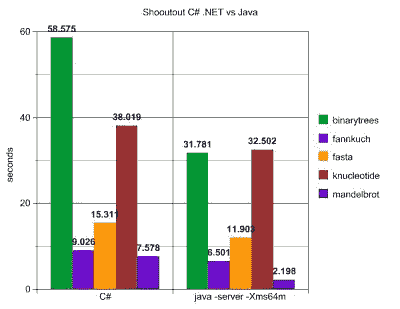 Shooutout C# .NET vs Java
seconds
60
40
20
0
58.575
9.026
15.311
38.019
7.578
31.781
6.501
11.903
32.502
2.198
C#
java -server -Xms64m
binarytrees
fannkuch
fasta
knucleotide
mandelbrot